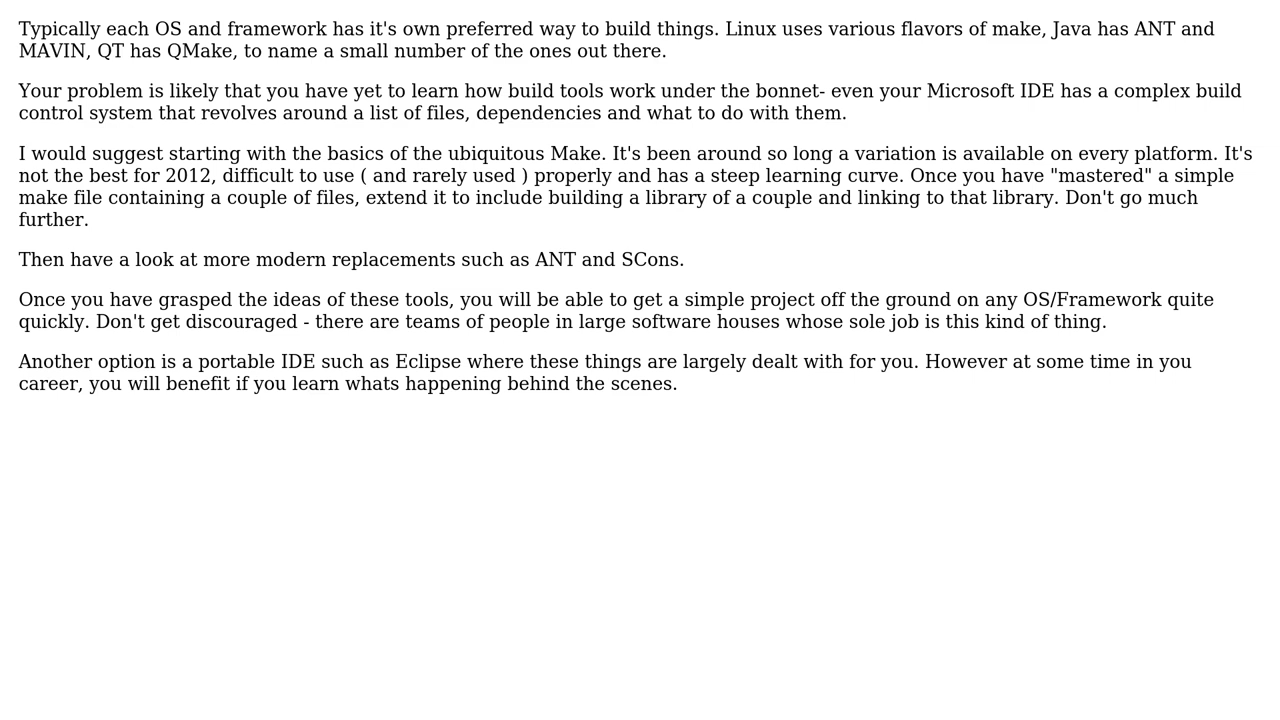 Typically each OS and framework has it's own preferred way to build things. Linux uses various flavors of make, Java has ANT and
MAVIN, QT has QMake, to name a small number of the ones out there.
Your problem is likely that you have yet to learn how build tools work under the bonnet- even your Microsoft IDE has a complex build
control system that revolves around a list of files, dependencies and what to do with them.
I would suggest starting with the basics of the ubiquitous Make. It's been around so long a variation is available on every platform. It's
not the best for 2012, difficult to use ( and rarely used ) properly and has a steep learning curve. Once you have "mastered" a simple
make file containing a couple of files, extend it to include building a library of a couple and linking to that library. Don't go much
further.
Then have a look at more modern replacements such as ANT and SCons.
Once you have grasped the ideas of these tools, you will be able to get a simple project off the ground on any OS/Framework quite
quickly. Don't get discouraged - there are teams of people in large software houses whose sole job is this kind of thing.
Another option is a portable IDE such as Eclipse where these things are largely dealt with for you. However at some time in you
career, you will benefit if you learn whats happening behind the scenes.